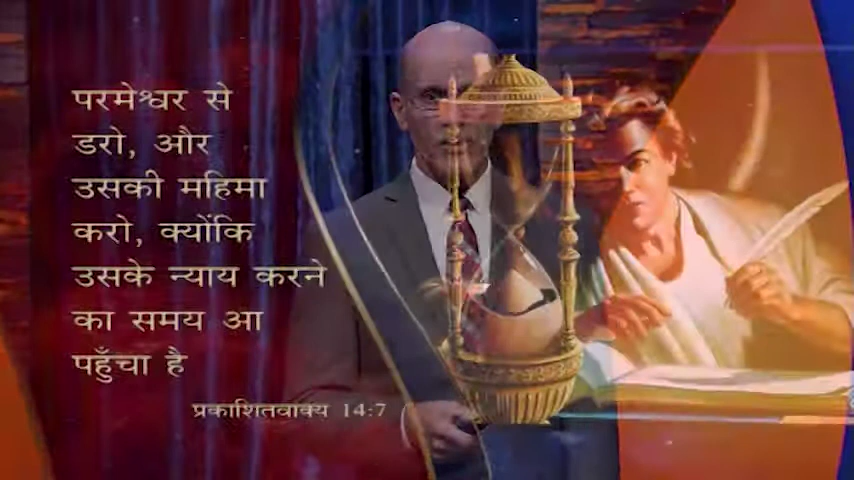 परमेश्वर से
डरो, और
उसकी महिमा
करो, क्योंकि
उसके न्याय करने
का समय आ
पहुँचा है
प्रकाशितवाक्य 14:7